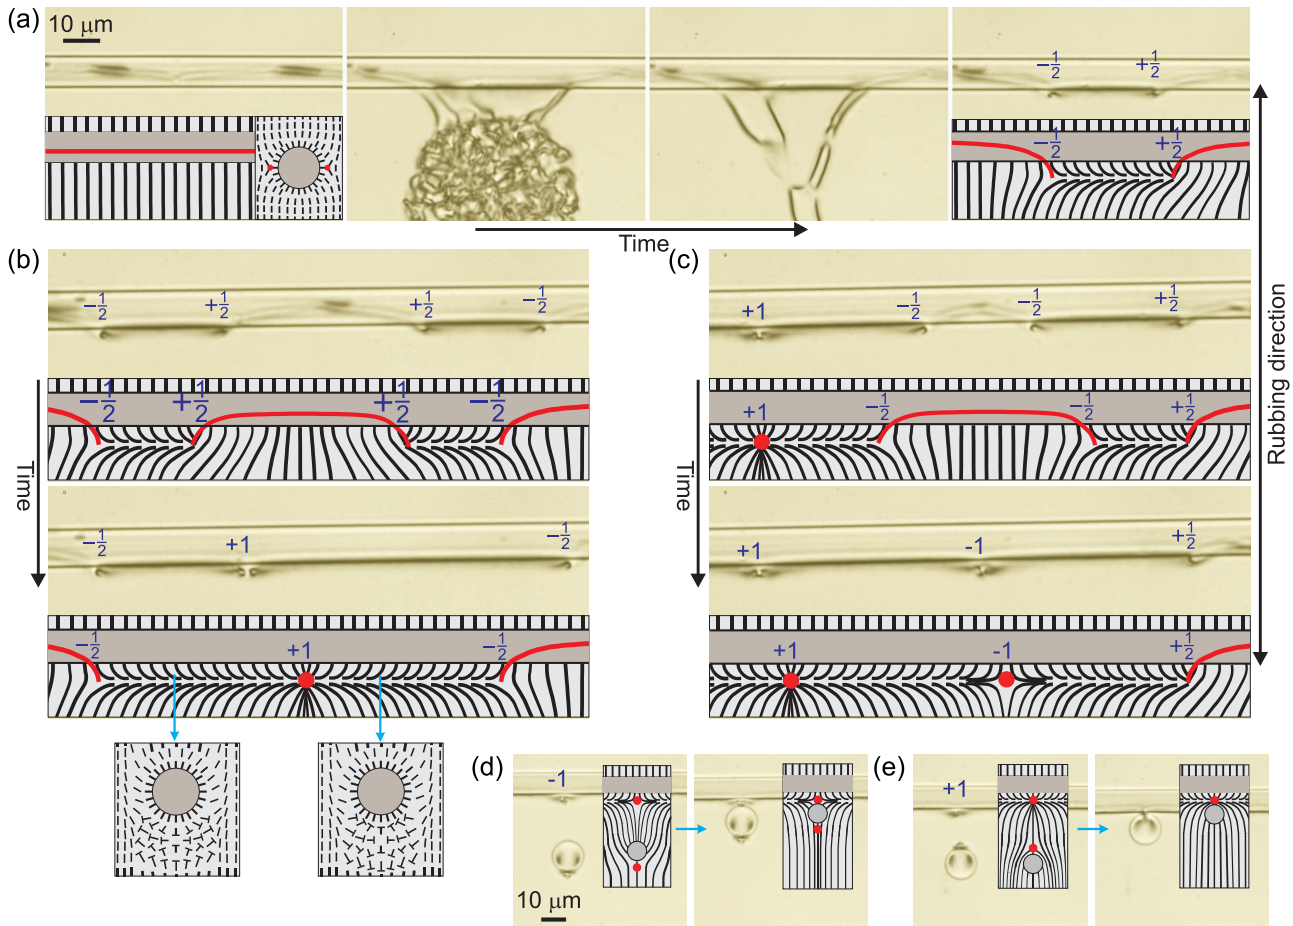 (a)
10 μm
-1/2 +1/2
-1/2 +1/2
Time
(b)
-1/2 +1/2 +1/2 -1/2
-1/2 +1/2 +1/2 -1/2
Time
-1/2 +1 -1/2
-1/2 +1 -1/2
(c)
+1 -1/2 -1/2 +1/2
+1 -1/2 -1/2 +1/2
Time
+1 -1 +1/2
+1 -1 +1/2
Rubbing direction
(d)
-1
10 μm
(e)
+1